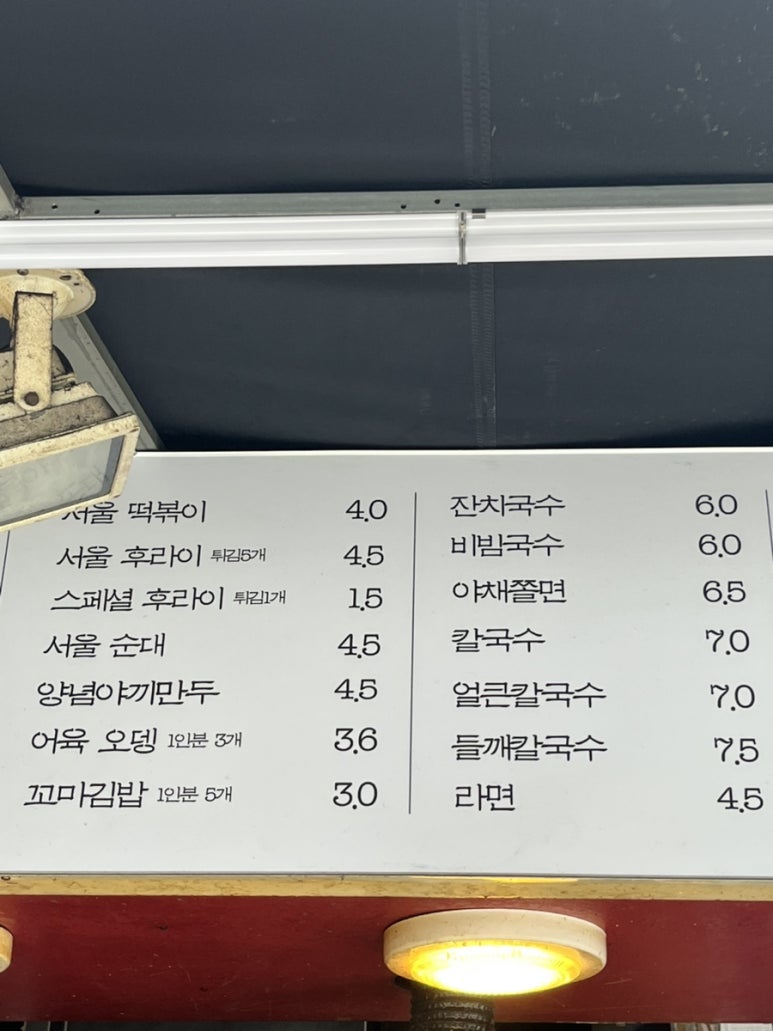 서울 떡볶이 4.0
서울 후라이 튀김5개 4.5
스페셜 후라이 튀김1개 1.5
서울 순대 4.5
양념야끼만두 4.5
어육 오뎅 1인분 3개 3.6
꼬마김밥 1인분 5개 3.0
잔치국수 6.0
비빔국수 6.0
야채쫄면 6.5
칼국수 7.0
얼큰칼국수 7.0
들깨칼국수 7.5
라면 4.5